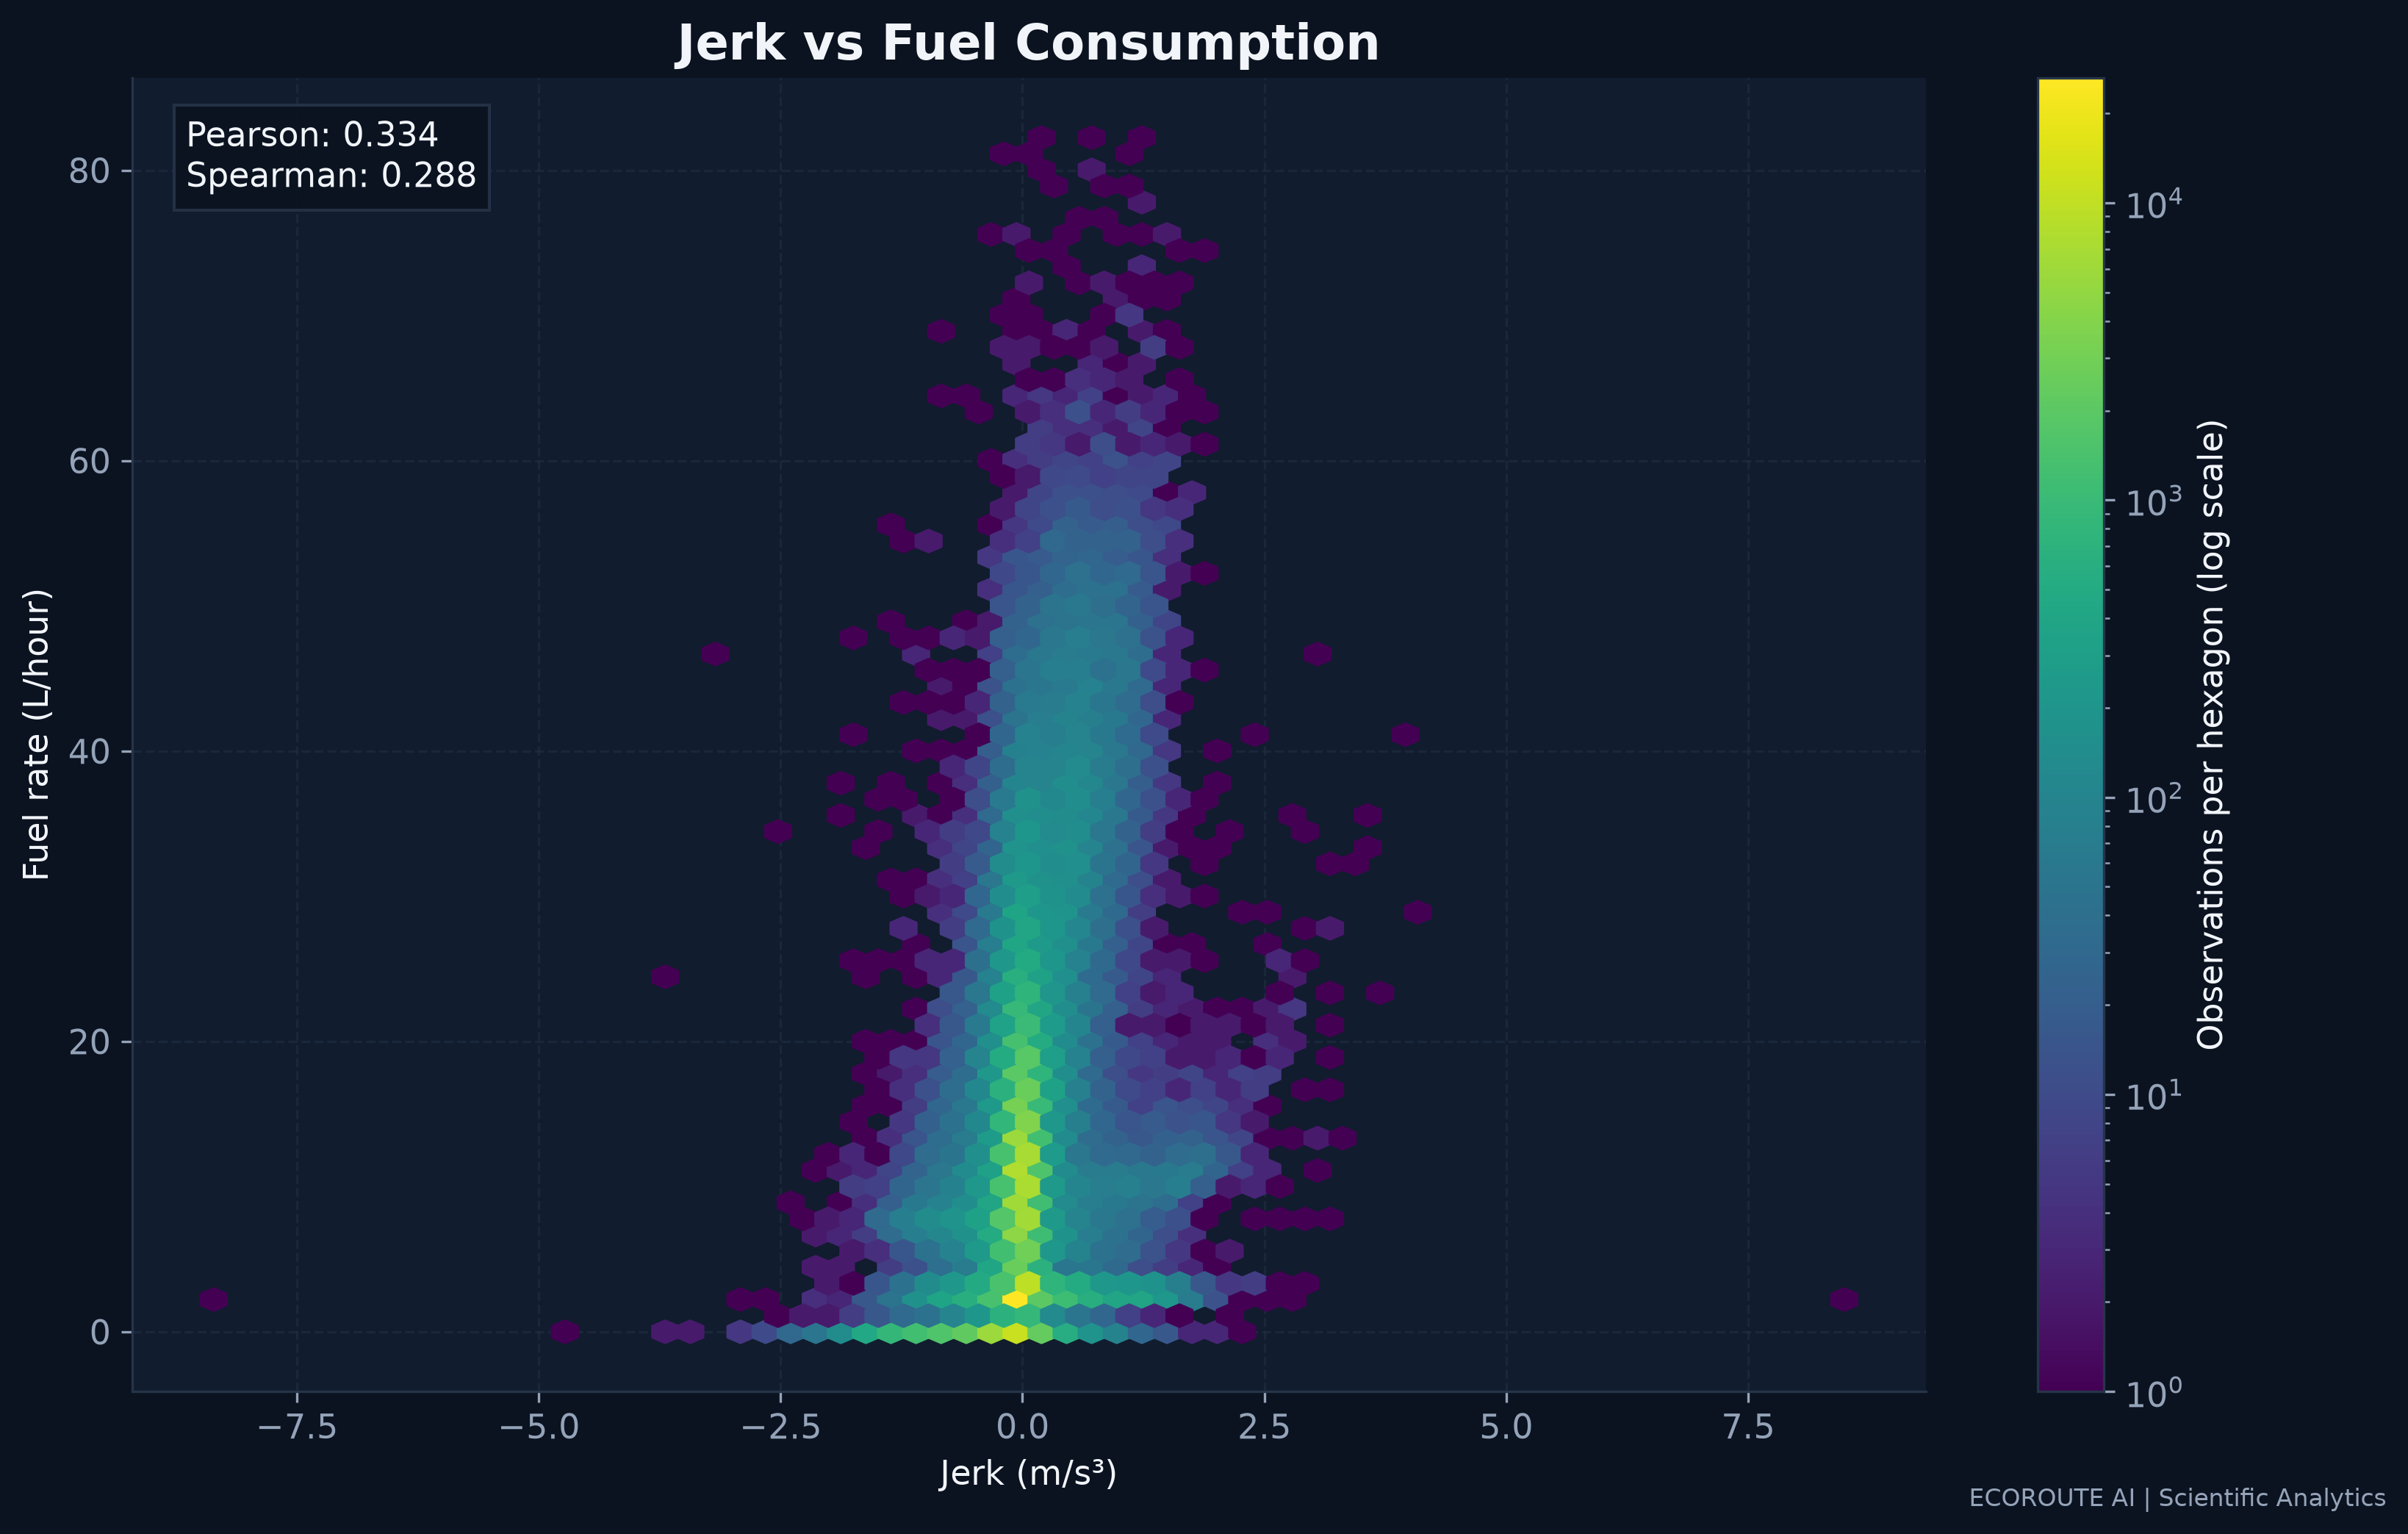 Jerk vs Fuel Consumption
Pearson: 0.334
Spearman: 0.288
Fuel rate (L/hour)
80
60
40
20
0
−7.5
−5.0
−2.5
0.0
2.5
5.0
7.5
Jerk (m/s³)
10⁴
10³
10²
10¹
10⁰
Observations per hexagon (log scale)
ECOROUTE AI | Scientific Analytics